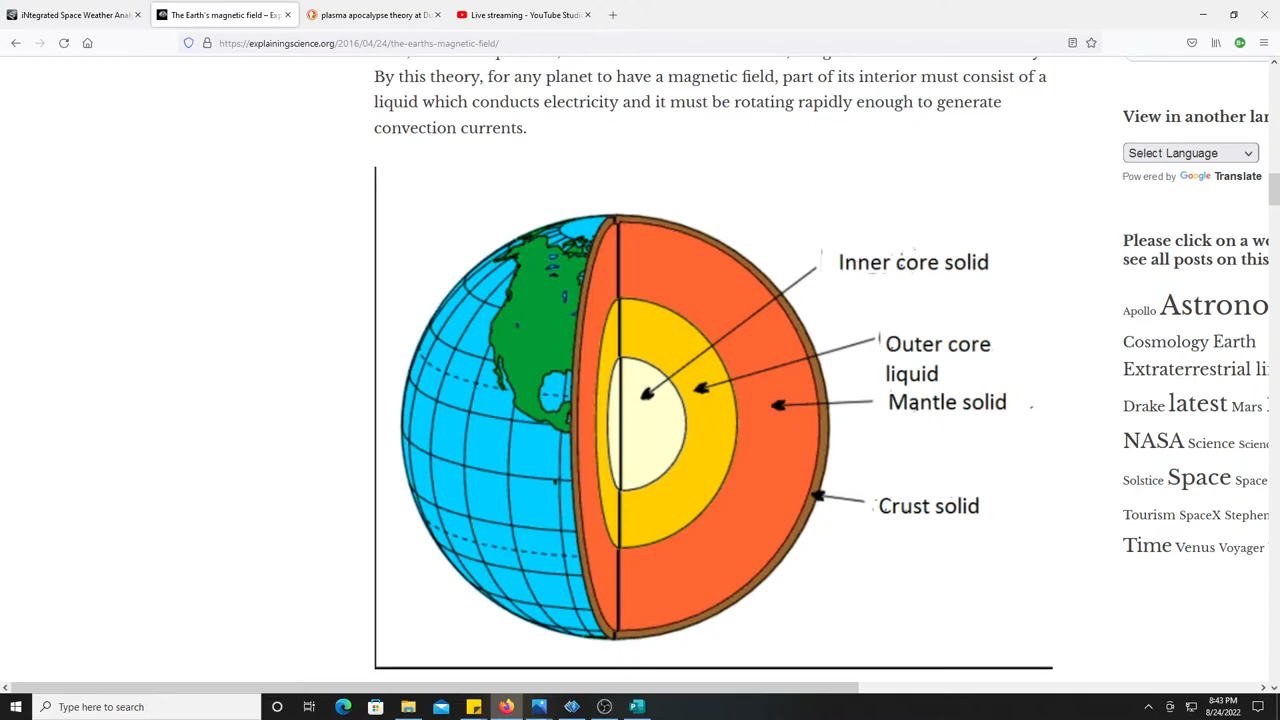 iNtegrated Space Weather Anal
The Earth's magnetic field – Exp
plasma apocalypse theory at Du
Live streaming - YouTube Studi
https://explainingscience.org/2016/04/24/the-earths-magnetic-field/
By this theory, for any planet to have a magnetic field, part of its interior must consist of a
liquid which conducts electricity and it must be rotating rapidly enough to generate
convection currents.
Inner core solid
Outer core
liquid
Mantle solid
Crust solid
View in another lan
Select Language
Powered by Google Translate
Please click on a wo
see all posts on this
Apollo Astrono
Cosmology Earth
Extraterrestrial li
Drake latest Mars
NASA Science Scienc
Solstice Space Space
Tourism SpaceX Stephen
Time Venus Voyager
Type here to search
8:43 PM
8/24/2022